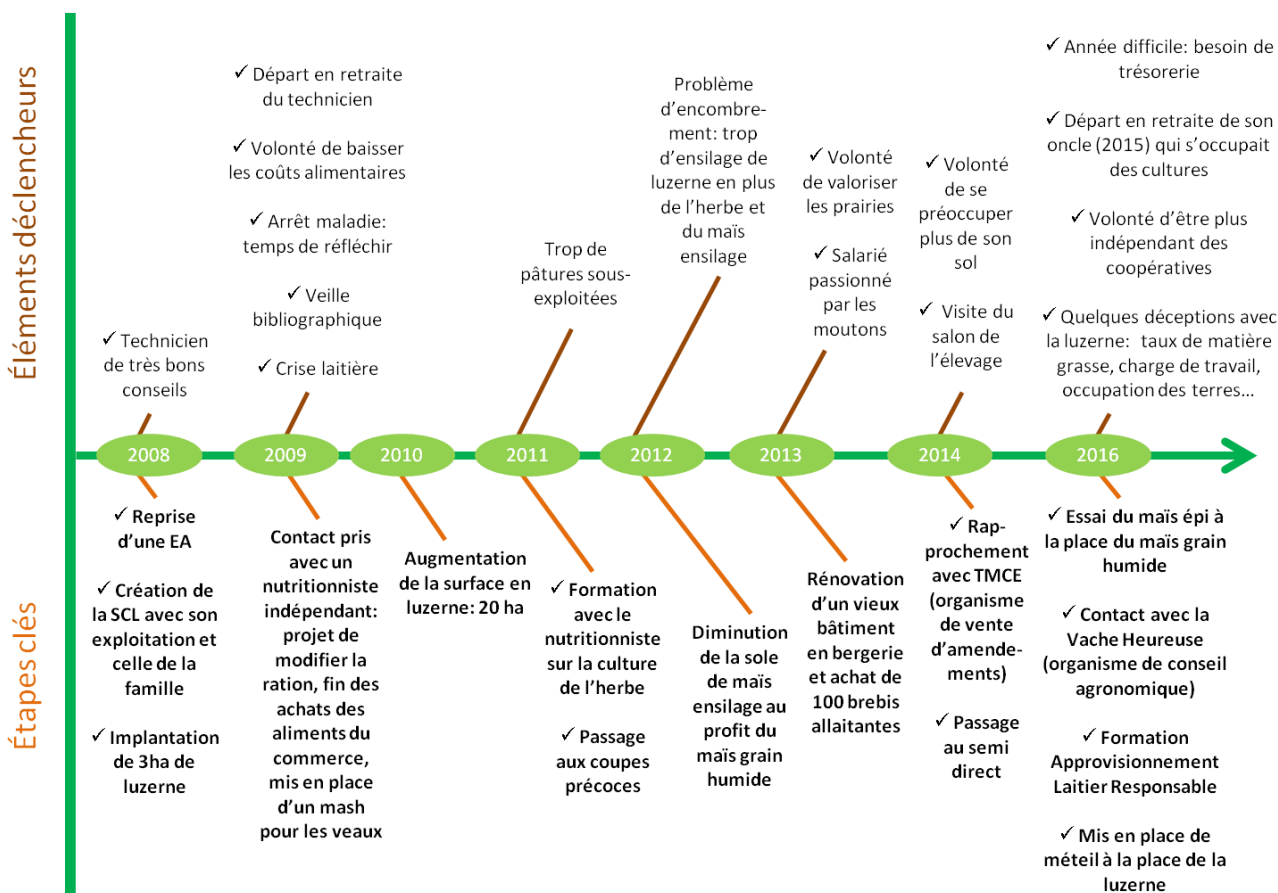 Éléments déclencheurs
✓ Technicien
de très bons
conseils
✓ Départ en retraite
du technicien
✓ Volonté de baisser
les coûts alimentaires
✓ Arrêt maladie:
temps de réfléchir
✓ Veille
bibliographique
✓ Crise laitière
Trop de
pâtures sous-
exploitées
Problème
d’encombre-
ment: trop
d’ensilage de
luzerne en plus
de l’herbe et
du maïs
ensilage
✓ Volonté
de valoriser
les prairies
✓ Salarié
passionné
par les
moutons
✓ Volonté
de se
préoccuper
plus de son
sol
✓ Visite du
salon de
l’élevage
✓ Année difficile: besoin de
trésorerie
✓ Départ en retraite de son
oncle (2015) qui s’occupait
des cultures
✓ Volonté d’être plus
indépendant des
coopératives
✓ Quelques déceptions avec
la luzerne: taux de matière
grasse, charge de travail,
occupation des terres…
2008
2009
2010
2011
2012
2013
2014
2016
Étapes clés
✓ Reprise
d’une EA
✓ Création de
la SCL avec son
exploitation et
celle de la
famille
✓ Implantation
de 3ha de
luzerne
Contact pris
avec un
nutritionniste
indépendant:
projet de
modifier la
ration, fin des
achats des
aliments du
commerce,
mis en place
d’un mash
pour les veaux
Augmentation
de la surface en
luzerne: 20 ha
✓ Formation
avec le
nutritionniste
sur la culture
de l’herbe
✓ Passage
aux coupes
précoces
Diminution
de la sole
de maïs
ensilage au
profit du
maïs grain
humide
Rénovation
d’un vieux
bâtiment
en bergerie
et achat de
100 brebis
allaitantes
✓ Rap-
prochement
avec TMCE
(organisme
de vente
d’amende-
ments)
✓ Passage
au semi
direct
✓ Essai du maïs épi à
la place du maïs grain
humide
✓ Contact avec la
Vache Heureuse
(organisme de conseil
agronomique)
✓ Formation
Approvisionnement
Laitier Responsable
✓ Mis en place de
méteil à la place de la
luzerne